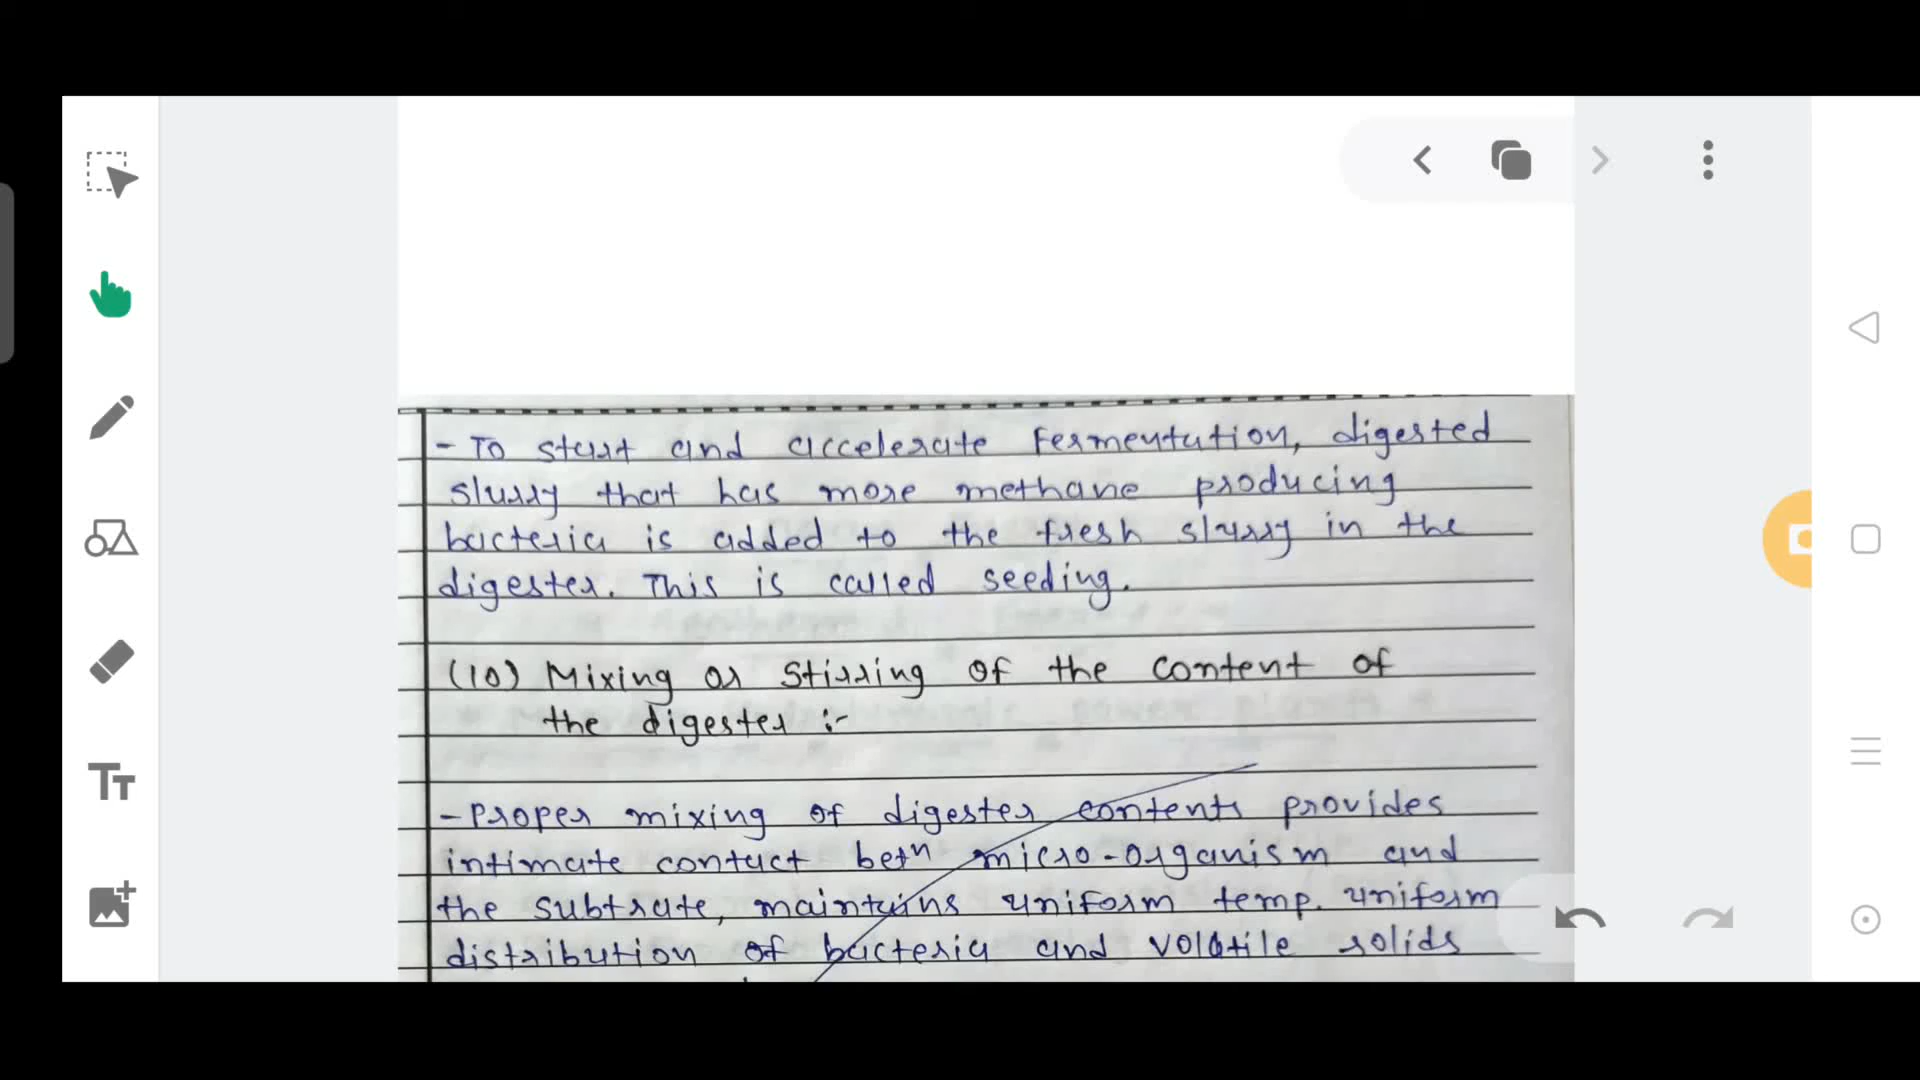 - To start and accelerate Fermentation, digested
slurry that has more methane producing
bacteria is added to the fresh slurry in the
digester. This is called seeding.
(10) Mixing or Stirring of the content of
the digester :-
- Proper mixing of digester contents provides
intimate contact betn micro-organism and
the subtrate, maintains uniform temp. uniform
distribution of bacteria and volatile solids